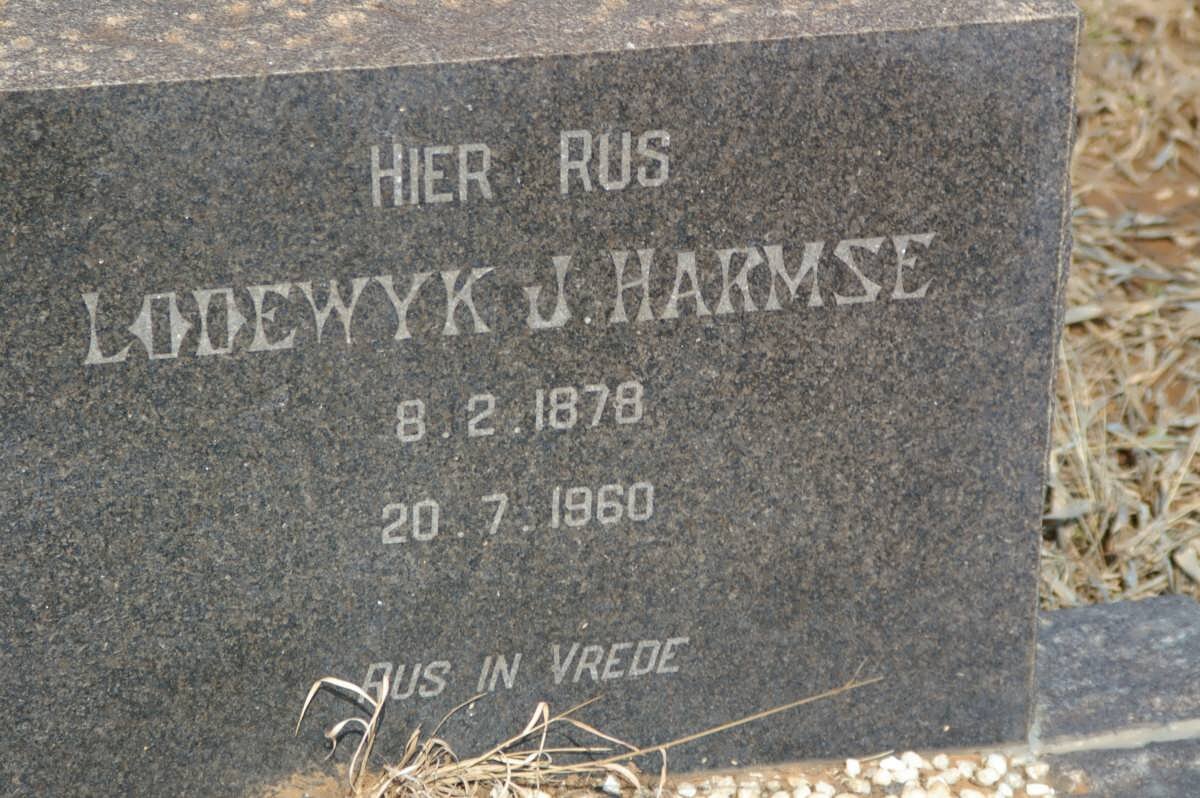 HIER RUS
LODEWYK J. HARMSE
8.2.1878
20.7.1960
RUS IN VREDE